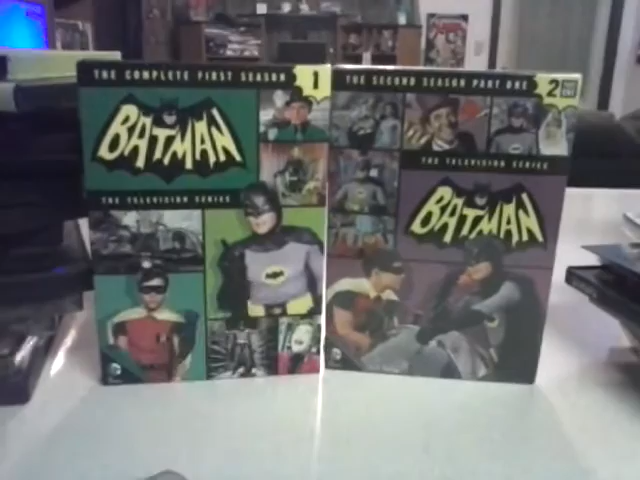 THE COMPLETE FIRST SEASON 1
BATMAN
THE TELEVISION SERIES
THE SECOND SEASON PART ONE 2
THE TELEVISION SERIES
BATMAN